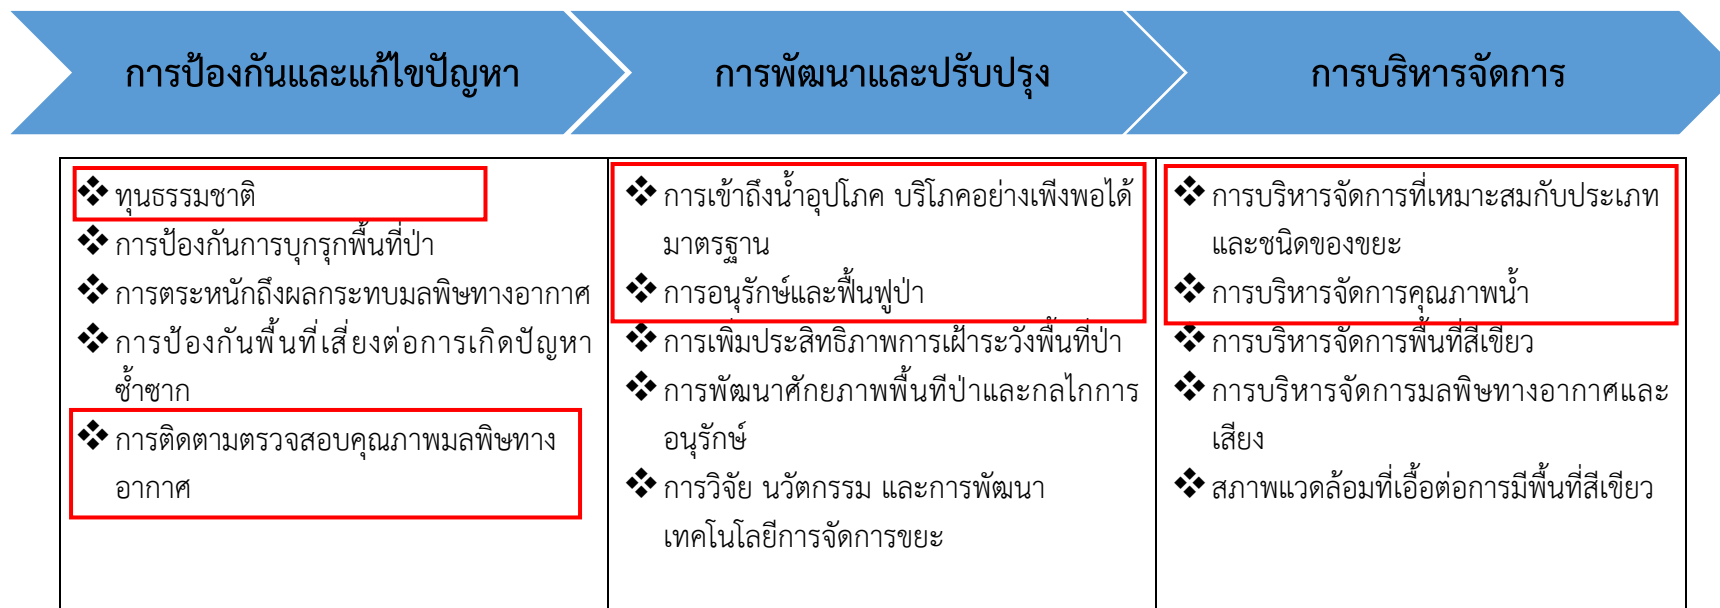 การป้องกันและแก้ไขปัญหา
การพัฒนาและปรับปรุง
การบริหารจัดการ
❖ ทุนธรรมชาติ
❖ การป้องกันการบุกรุกพื้นที่ป่า
❖ การตระหนักถึงผลกระทบมลพิษทางอากาศ
❖ การป้องกันพื้นที่เสี่ยงต่อการเกิดปัญหา
ซ้ำซาก
❖ การติดตามตรวจสอบคุณภาพมลพิษทาง
อากาศ
❖ การเข้าถึงน้ำอุปโภค บริโภคอย่างเพีงพอได้
มาตรฐาน
❖ การอนุรักษ์และฟื้นฟูป่า
❖ การเพิ่มประสิทธิภาพการเฝ้าระวังพื้นที่ป่า
❖ การพัฒนาศักยภาพพื้นทีป่าและกลไกการ
อนุรักษ์
❖ การวิจัย นวัตกรรม และการพัฒนา
เทคโนโลยีการจัดการขยะ
❖ การบริหารจัดการที่เหมาะสมกับประเภท
และชนิดของขยะ
❖ การบริหารจัดการคุณภาพน้ำ
❖ การบริหารจัดการพื้นที่สีเขียว
❖ การบริหารจัดการมลพิษทางอากาศและ
เสียง
❖ สภาพแวดล้อมที่เอื้อต่อการมีพื้นที่สีเขียว